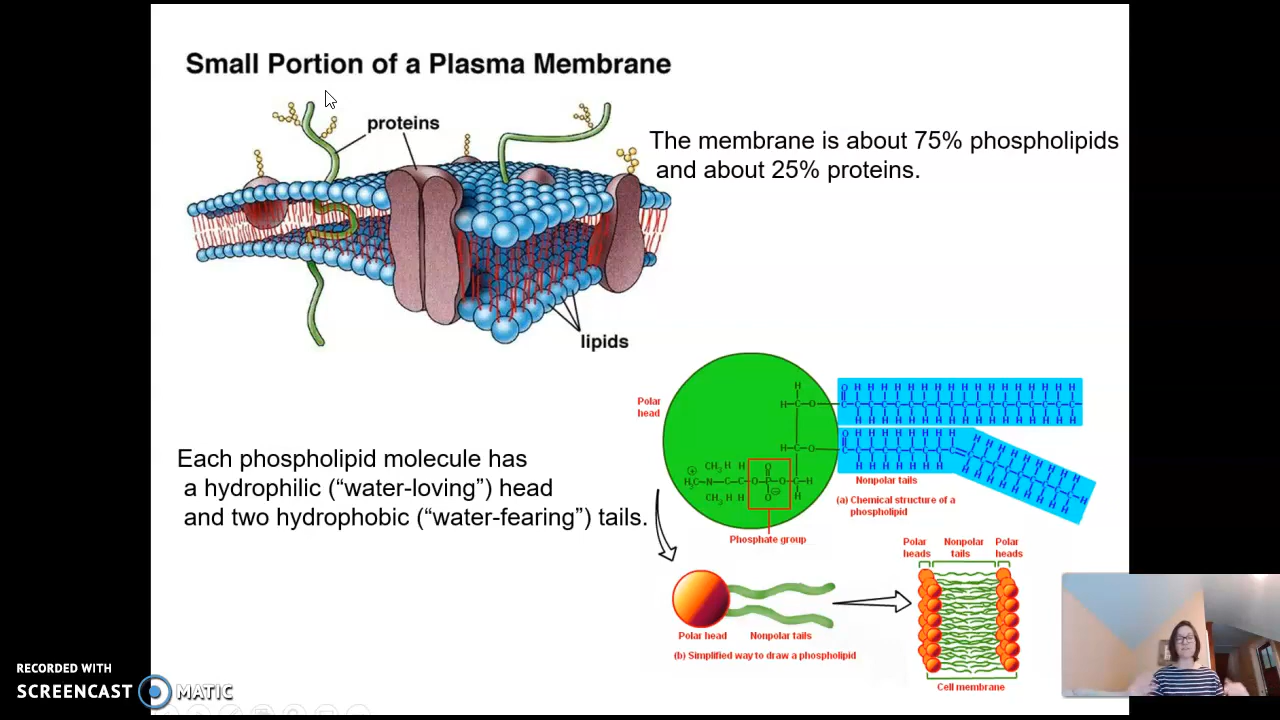 Small Portion of a Plasma Membrane
proteins
The membrane is about 75% phospholipids
and about 25% proteins.
lipids
Polar
head
Nonpolar tails
(a) Chemical structure of a
phospholipid
Each phospholipid molecule has
a hydrophilic (“water-loving”) head
and two hydrophobic (“water-fearing”) tails.
Phosphate group
Polar head
Nonpolar tails
(b) Simplified way to draw a phospholipid
Polar
heads
Nonpolar
tails
Polar
heads
Cell membrane
RECORDED WITH
SCREENCAST MATIC